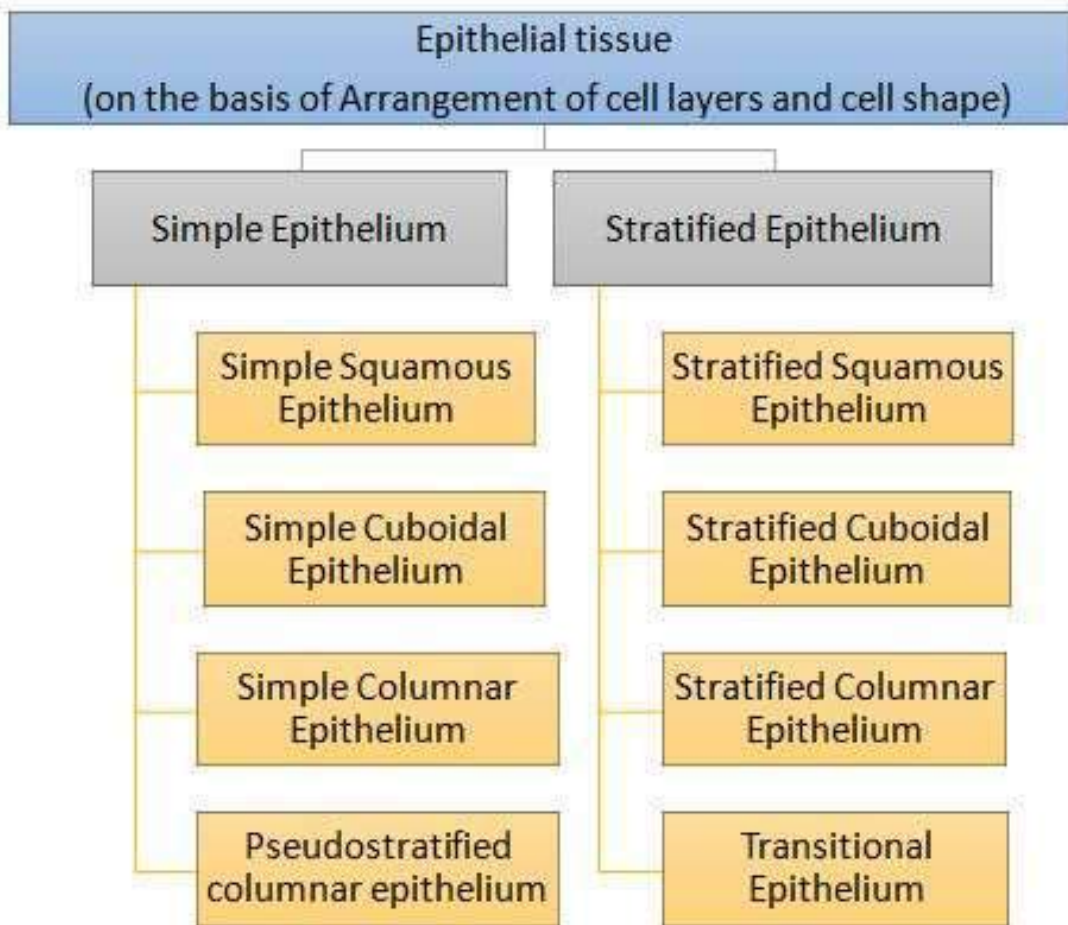 Epithelial tissue
(on the basis of Arrangement of cell layers and cell shape)
Simple Epithelium
Simple Squamous
Epithelium
Simple Cuboidal
Epithelium
Simple Columnar
Epithelium
Pseudostratified
columnar epithelium
Stratified Epithelium
Stratified Squamous
Epithelium
Stratified Cuboidal
Epithelium
Stratified Columnar
Epithelium
Transitional
Epithelium